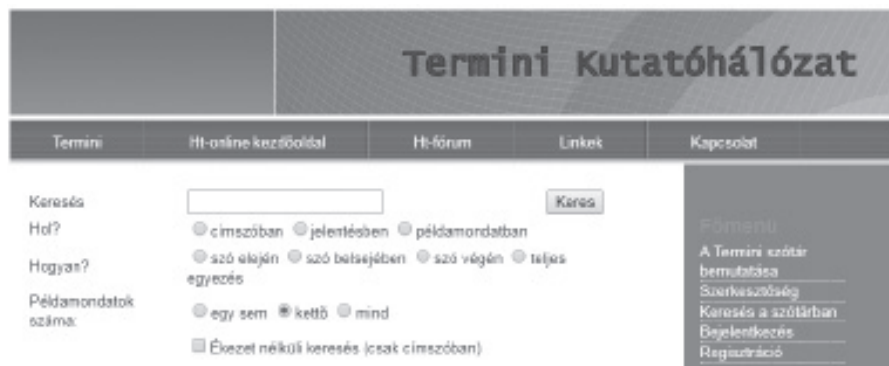 Termini Kutatóhálózat
Termini Ht-online kezdőoldal Ht-fórum Linkek Kapcsolat
Keresés Keres
Hol? címszóban jelentésben példamondatban
Hogyan? szó elején szó belsejében szó végén teljes
egyezés
Példamondatok
száma: egy sem kettő mind
Ékezet nélküli keresés (csak címszóban)
Főmenü
A Termini szótár
bemutatása
Szerkesztőség
Keresés a szótárban
Bejelentkezés
Regisztráció